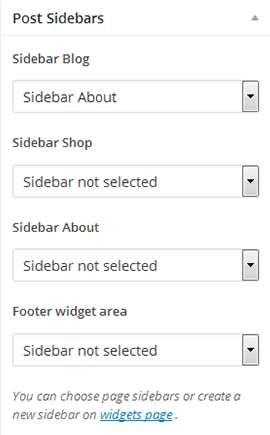 Post Sidebars
Sidebar Blog
Sidebar About
Sidebar Shop
Sidebar not selected
Sidebar About
Sidebar not selected
Footer widget area
Sidebar not selected
You can choose page sidebars or create a
new sidebar on widgets page .